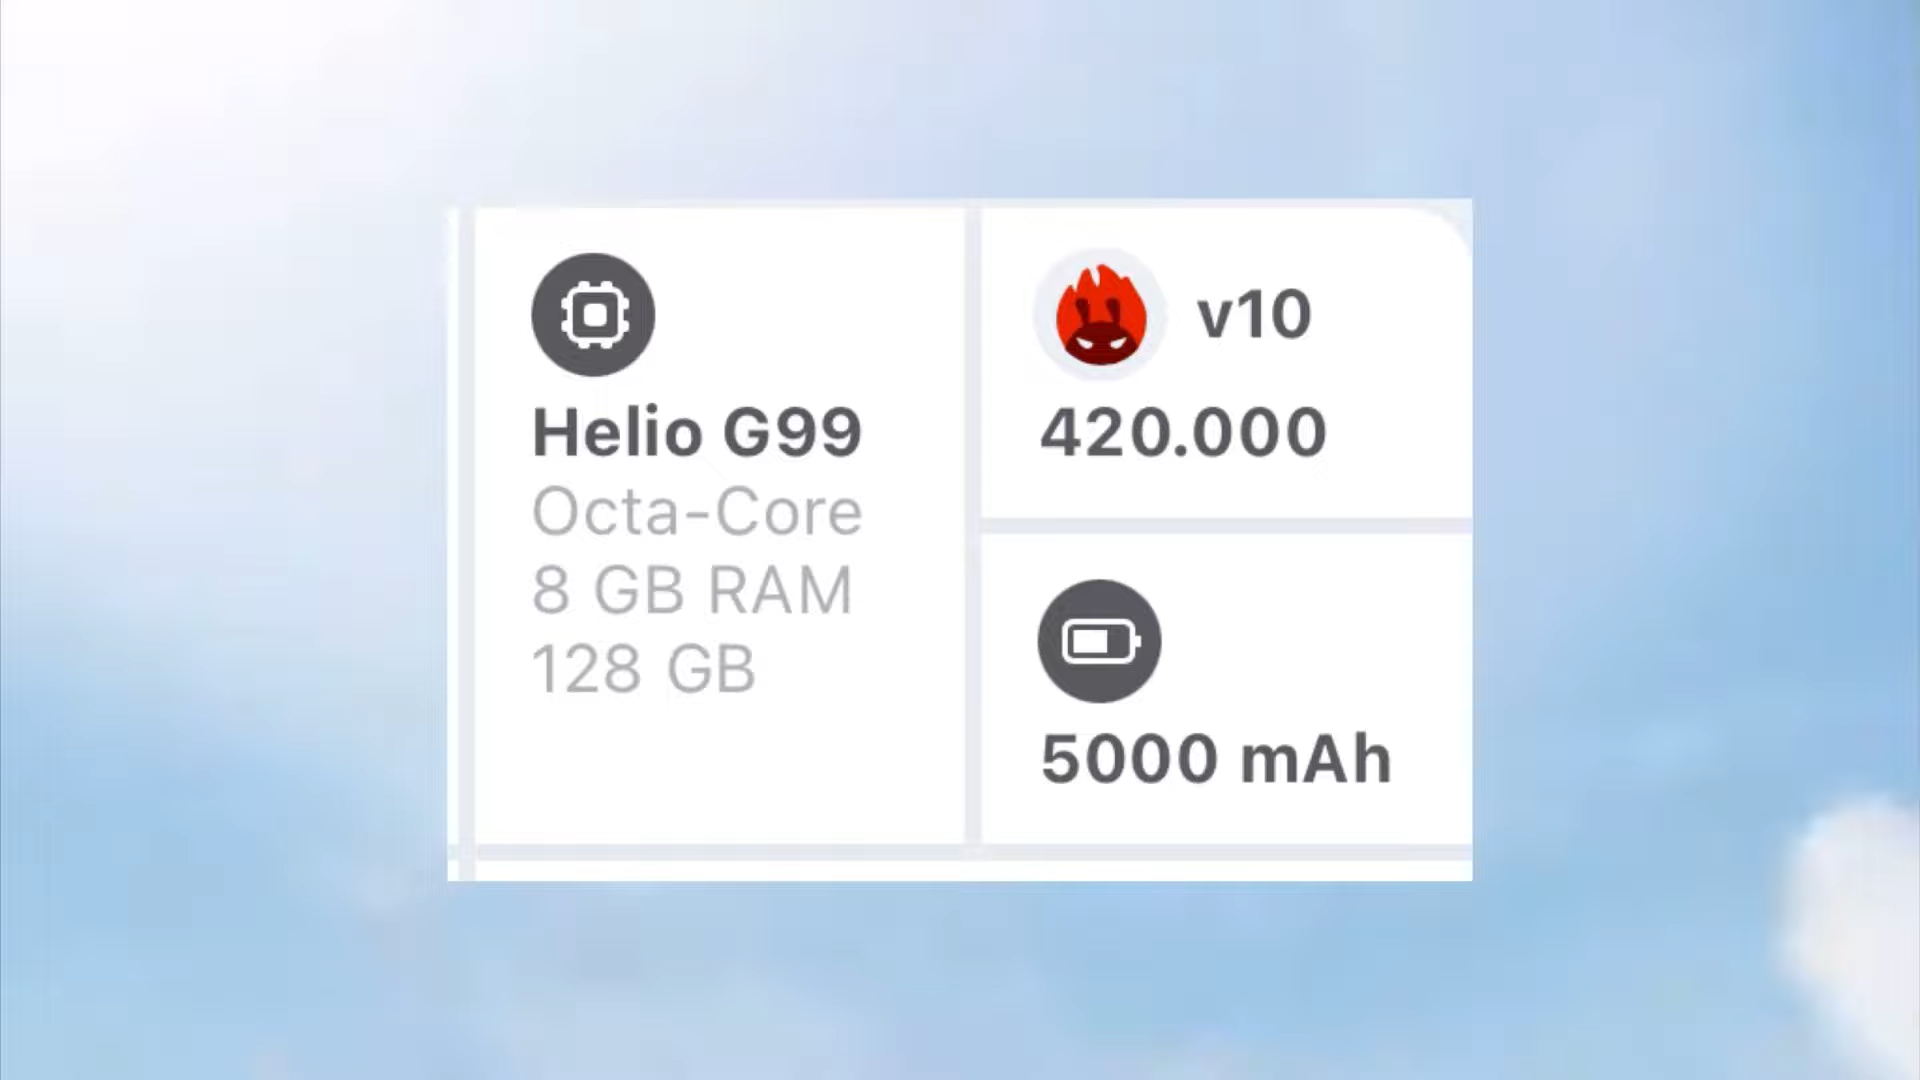 Helio G99
Octa-Core
8 GB RAM
128 GB
v10
420.000
5000 mAh